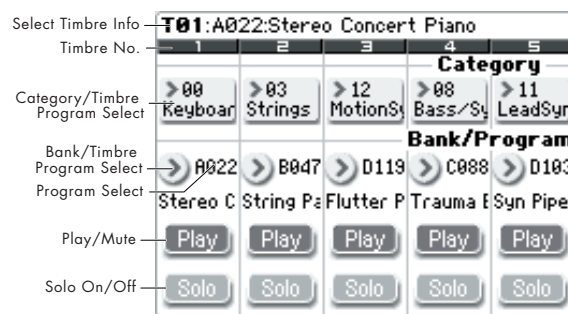 Select Timbre Info T01:A022:Stereo Concert Piano
Timbre No. 1 2 3 4 5
Category
Category/Timbre Program Select
00 03 12 08 11
Keyboar Strings MotionSy Bass/Sy LeadSyn
Bank/Program
Bank/Timbre Program Select
A022 B047 D119 C088 D103
Program Select
Stereo C String Pa Flutter P Trauma Syn Pipe
Play/Mute Play Play Play Play Play
Solo On/Off Solo Solo Solo Solo Solo